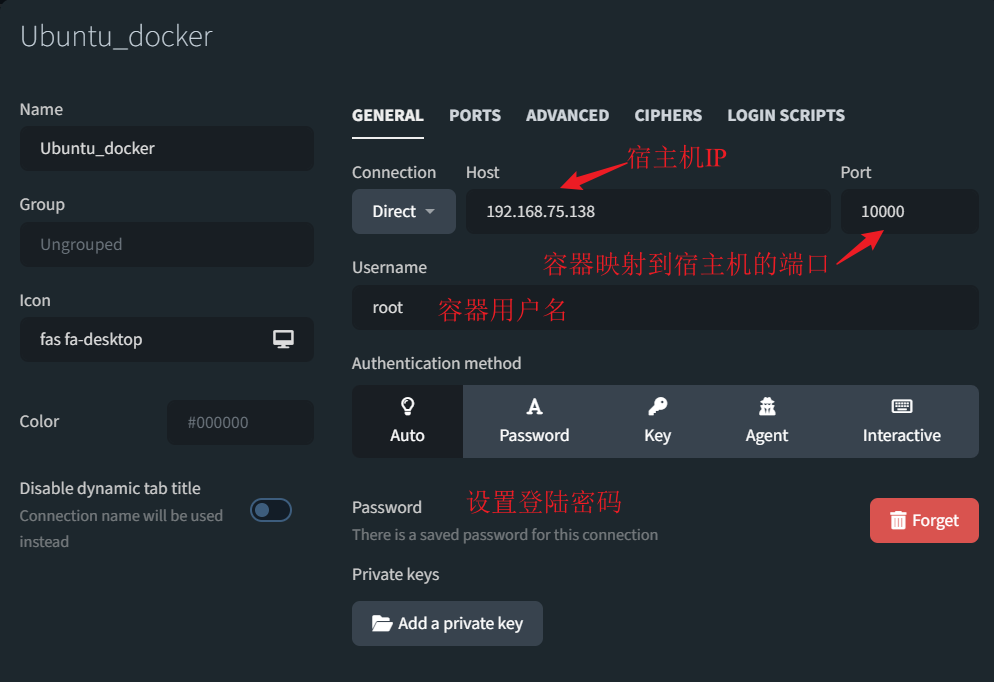 Ubuntu_docker
Name
Ubuntu_docker
Group
Ungrouped
Icon
fas fa-desktop
Color
#000000
Disable dynamic tab title
Connection name will be used
instead
GENERAL PORTS ADVANCED CIPHERS LOGIN SCRIPTS
宿主机IP
Connection Host Port
Direct 192.168.75.138 10000
容器映射到宿主机的端口
Username
root 容器用户名
Authentication method
Auto Password Key Agent Interactive
Password 设置登陆密码
There is a saved password for this connection
Forget
Private keys
Add a private key